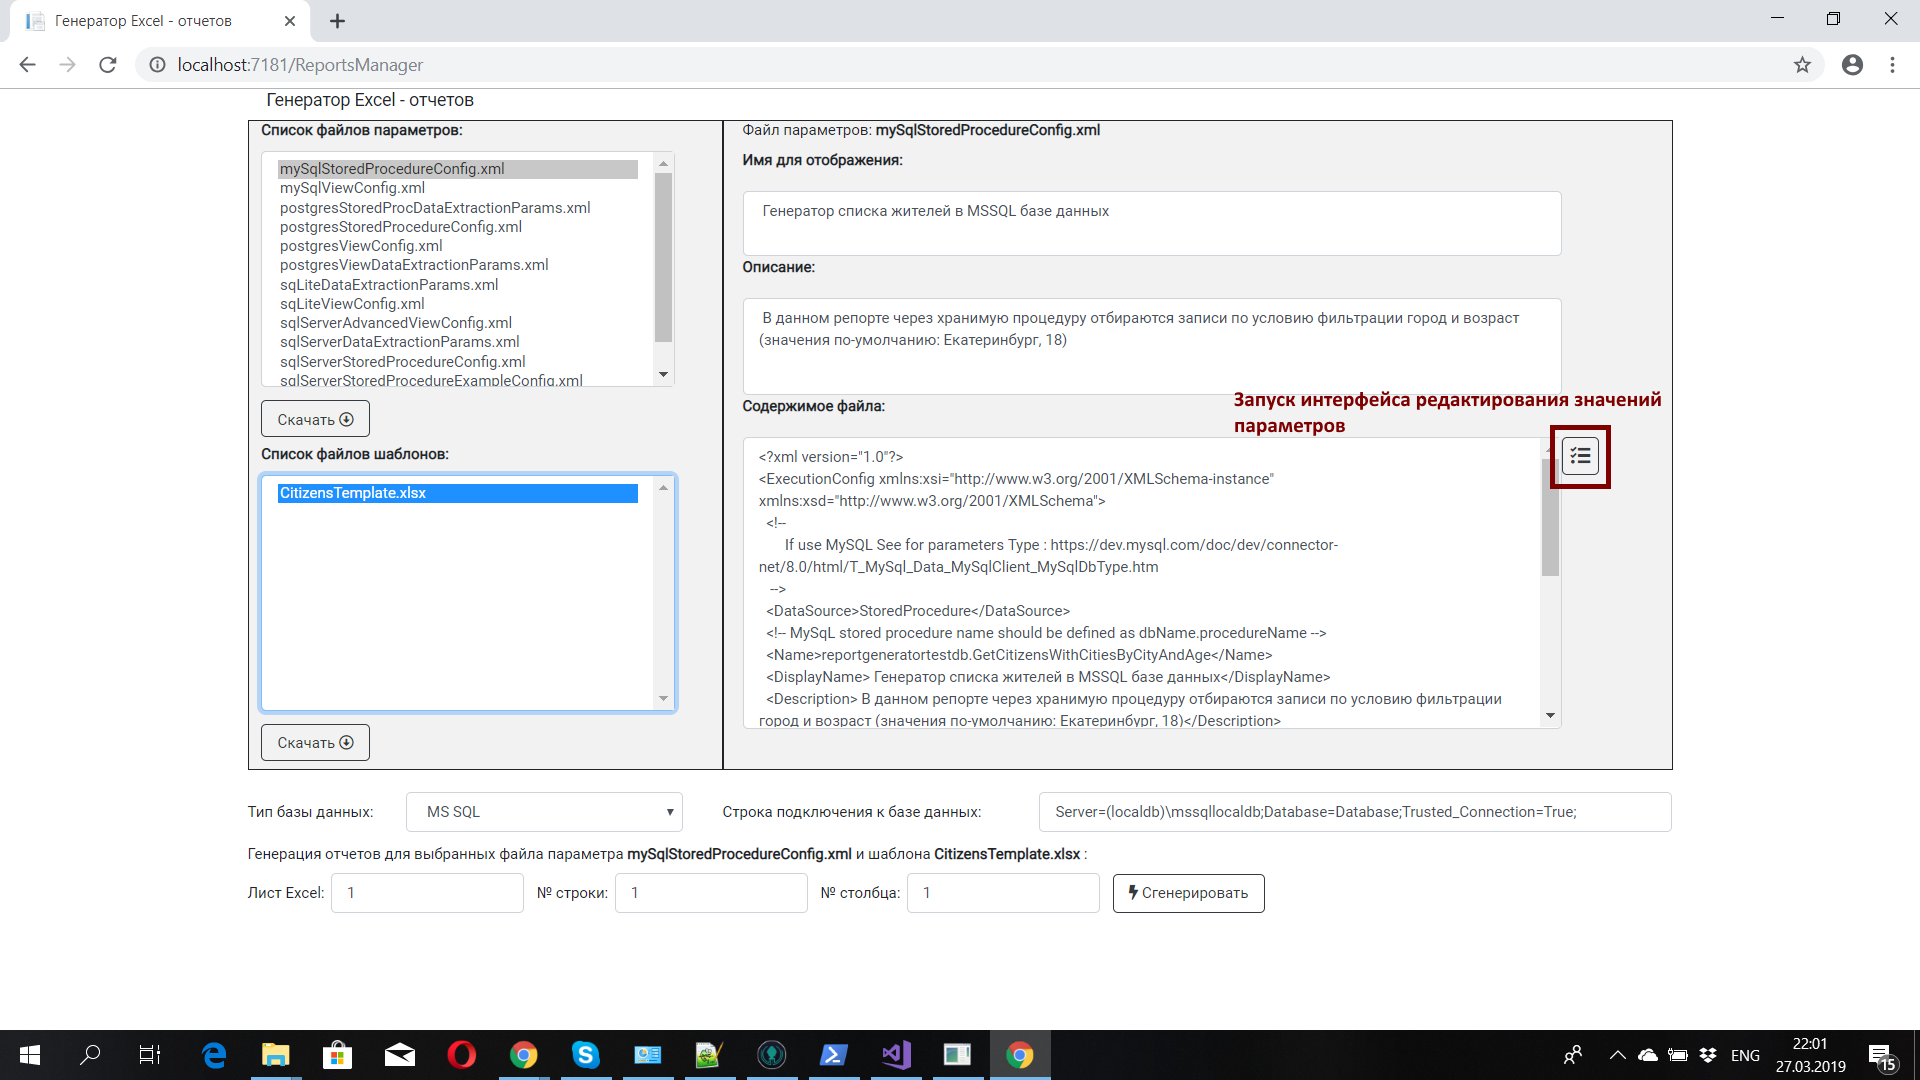 Генератор Excel - отчетов
localhost:7181/ReportsManager
Генератор Excel - отчетов
Список файлов параметров:
mySqlStoredProcedureConfig.xml
mySqlViewConfig.xml
postgresStoredProcDataExtractionParams.xml
postgresStoredProcedureConfig.xml
postgresViewConfig.xml
postgresViewDataExtractionParams.xml
sqLiteDataExtractionParams.xml
sqLiteViewConfig.xml
sqlServerAdvancedViewConfig.xml
sqlServerDataExtractionParams.xml
sqlServerStoredProcedureConfig.xml
sqlServerStoredProcedureExampleConfig.xml
Скачать
Список файлов шаблонов:
CitizensTemplate.xlsx
Скачать
Файл параметров: mySqlStoredProcedureConfig.xml
Имя для отображения:
Генератор списка жителей в MSSQL базе данных
Описание:
В данном репорте через хранимую процедуру отбираются записи по условию фильтрации город и возраст
(значения по-умолчанию: Екатеринбург, 18)
Запуск интерфейса редактирования значений
параметров
Содержимое файла:
<?xml version="1.0"?>
<ExecutionConfig xmlns:xsi="http://www.w3.org/2001/XMLSchema-instance"
xmlns:xsd="http://www.w3.org/2001/XMLSchema">
<!--
If use MySQL See for parameters Type : https://dev.mysql.com/doc/dev/connector-
net/8.0/html/T_MySql_Data_MySqlClient_MySqlDbType.htm
-->
<DataSource>StoredProcedure</DataSource>
<!-- MySqL stored procedure name should be defined as dbName.procedureName -->
<Name>reportgeneratortestdb.GetCitizensWithCitiesByCityAndAge</Name>
<DisplayName> Генератор списка жителей в MSSQL базе данных</DisplayName>
<Description> В данном репорте через хранимую процедуру отбираются записи по условию фильтрации
город и возраст (значения по-умолчанию: Екатеринбург, 18)</Description>
Тип базы данных: MS SQL Строка подключения к базе данных: Server=(localdb)\mssqllocaldb;Database=Database;Trusted_Connection=True;
Генерация отчетов для выбранных файла параметра mySqlStoredProcedureConfig.xml и шаблона CitizensTemplate.xlsx :
Лист Excel: 1 № строки: 1 № столбца: 1 Сгенерировать
ENG
22:01
27.03.2019
15